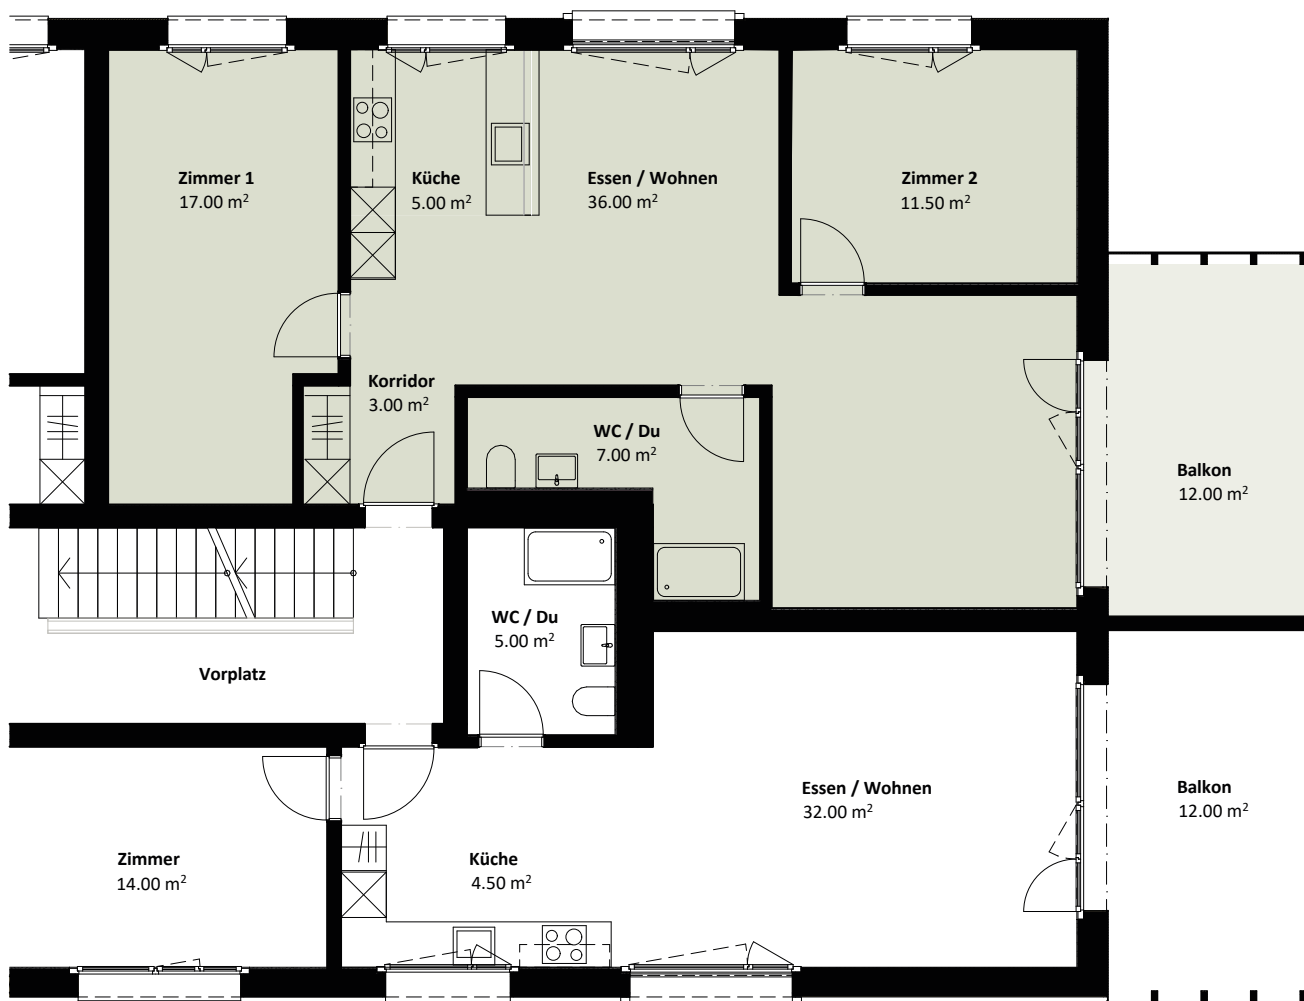 Zimmer 1
17.00 m²
Küche
5.00 m²
Essen / Wohnen
36.00 m²
Zimmer 2
11.50 m²
Korridor
3.00 m²
WC / Du
7.00 m²
Balkon
12.00 m²
WC / Du
5.00 m²
Vorplatz
Essen / Wohnen
32.00 m²
Balkon
12.00 m²
Zimmer
14.00 m²
Küche
4.50 m²